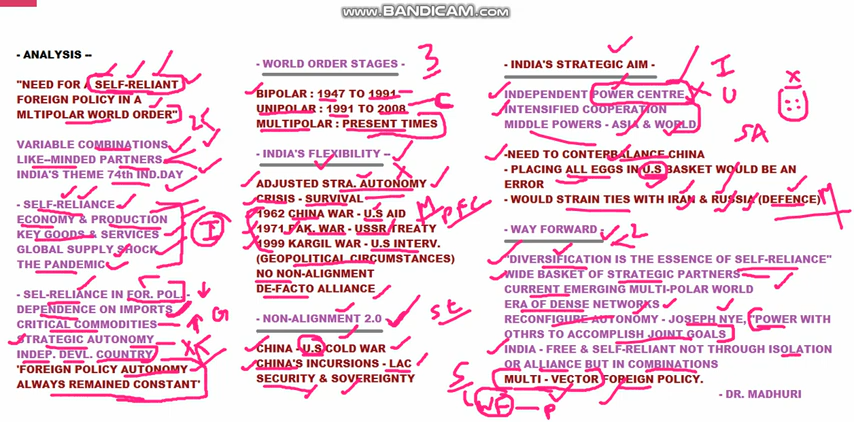 www.BANDICAM.com
- ANALYSIS --
"NEED FOR A SELF-RELIANT
FOREIGN POLICY IN A
MLTIPOLAR WORLD ORDER"
VARIABLE COMBINATIONS
LIKE--MINDED PARTNERS
INDIA'S THEME 74th IND.DAY
- SELF-RELIANCE
ECONOMY & PRODUCTION
KEY GOODS & SERVICES
GLOBAL SUPPLY SHOCK
THE PANDEMIC
- SEL-RELIANCE IN FOR. POL.
DEPENDENCE ON IMPORTS
CRITICAL COMMODITIES
STRATEGIC AUTONOMY
INDEP. DEVL. COUNTRY
'FOREIGN POLICY AUTONOMY
ALWAYS REMAINED CONSTANT'
I
G
- WORLD ORDER STAGES -
3
BIPOLAR : 1947 TO 1991
UNIPOLAR : 1991 TO 2008
MULTIPOLAR : PRESENT TIMES
- INDIA'S FLEXIBILITY --
ADJUSTED STRA. AUTONOMY
CRISIS - SURVIVAL
1962 CHINA WAR - U.S AID
1971 PAK. WAR - USSR TREATY
1999 KARGIL WAR - U.S INTERV.
(GEOPOLITICAL CIRCUMSTANCES)
NO NON-ALIGNMENT
DE-FACTO ALLIANCE
- NON-ALIGNMENT 2.0
CHINA - U.S COLD WAR
CHINA'S INCURSIONS - LAC
SECURITY & SOVEREIGNTY
- INDIA'S STRATEGIC AIM -
I
U
INDEPENDENT POWER CENTRE
INTENSIFIED COOPERATION
MIDDLE POWERS - ASIA & WORLD
SA
-NEED TO CONTERBALANCE CHINA
- PLACING ALL EGGS IN U.S BASKET WOULD BE AN
ERROR
- WOULD STRAIN TIES WITH IRAN & RUSSIA (DEFENCE)
M
- WAY FORWARD -
2
"DIVERSIFICATION IS THE ESSENCE OF SELF-RELIANCE"
WIDE BASKET OF STRATEGIC PARTNERS
CURRENT EMERGING MULTI-POLAR WORLD
ERA OF DENSE NETWORKS
RECONFIGURE AUTONOMY - JOSEPH NYE, "POWER WITH
OTHRS TO ACCOMPLISH JOINT GOALS
INDIA - FREE & SELF-RELIANT NOT THROUGH ISOLATION
OR ALLIANCE BUT IN COMBINATIONS
MULTI - VECTOR FOREIGN POLICY.
- DR. MADHURI